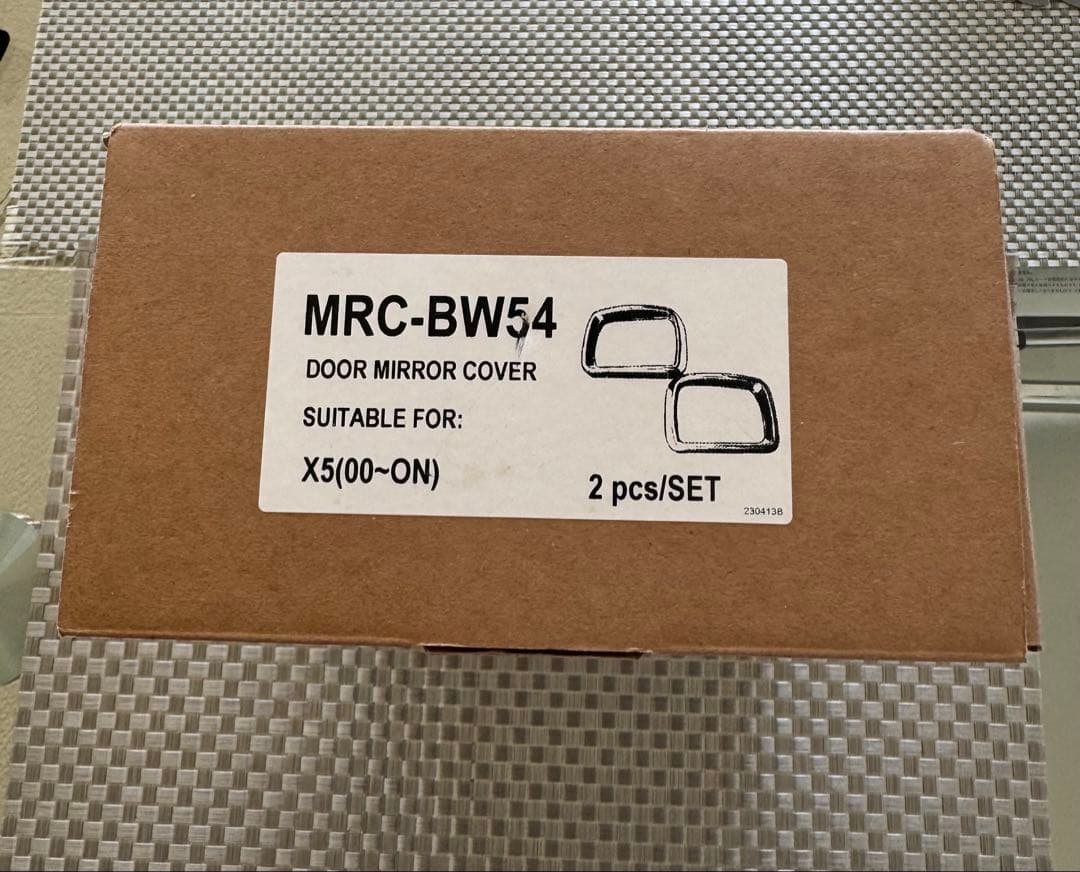 MRC-BW54
DOOR MIRROR COVER
SUITABLE FOR:
X5(00~ON)
2 pcs/SET
230413B